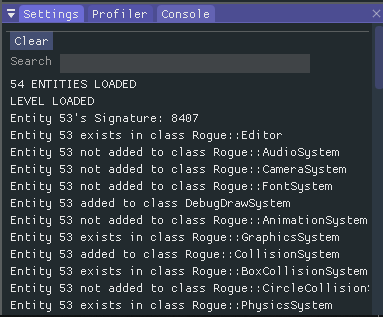 Settings Profiler Console
Clear
Search
54 ENTITIES LOADED
LEVEL LOADED
Entity 53's Signature: 8407
Entity 53 exists in class Rogue::Editor
Entity 53 not added to class Rogue::AudioSystem
Entity 53 not added to class Rogue::CameraSystem
Entity 53 not added to class Rogue::FontSystem
Entity 53 added to class DebugDrawSystem
Entity 53 not added to class Rogue::AnimationSystem
Entity 53 exists in class Rogue::GraphicsSystem
Entity 53 added to class Rogue::CollisionSystem
Entity 53 exists in class Rogue::BoxCollisionSystem
Entity 53 not added to class Rogue::CircleCollisionS
Entity 53 exists in class Rogue::PhysicsSystem